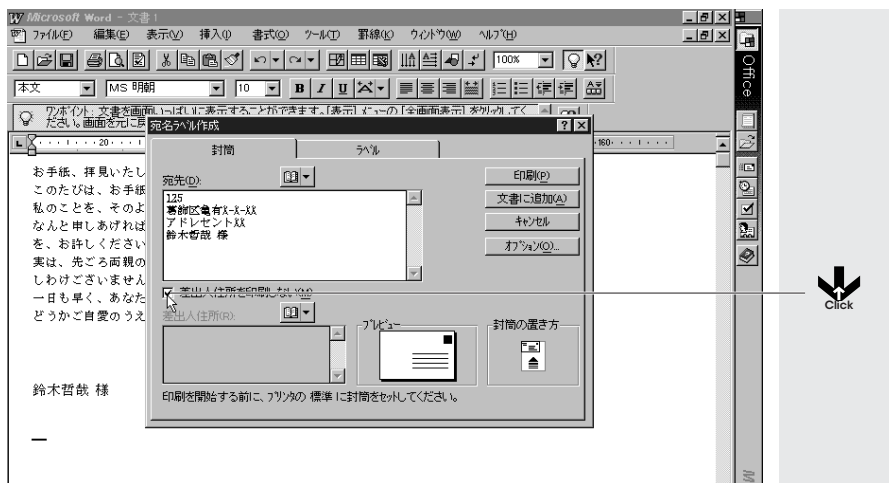 Microsoft Word - 文書1
ﾌｧｲﾙ(F) 編集(E) 表示(V) 挿入(I) 書式(O) ﾂｰﾙ(T) 罫線(K) ｳｨﾝﾄﾞｳ(W) ﾍﾙﾌﾟ(H)
100%
本文 MS 明朝 10 B I U
ﾜﾝﾎﾟｲﾝﾄ: 文書を画面いっぱいに表示することができます。[表示] ﾒﾆｭｰの [全画面表示] をｸﾘｯｸしてく
ださい。画面を元に戻
20
160
Office
宛名ﾗﾍﾞﾙ作成
封筒 ﾗﾍﾞﾙ
宛先(D):
125
葛飾区亀有X-X-XX
アドレセントXX
鈴木哲哉 様
印刷(P)
文書に追加(A)
ｷｬﾝｾﾙ
ｵﾌﾟｼｮﾝ(O)...
差出人住所を印刷しない(M)
差出人住所(R):
ﾌﾟﾚﾋﾞｭｰ
封筒の置き方
印刷を開始する前に、ﾌﾟﾘﾝﾀの 標準 に封筒をｾｯﾄしてください。
お手紙、拝見いたし
このたびは、お手紙
私のことを、そのよ
なんと申しあげれば
を、お許しください
実は、先ごろ両親の
しわけございません
一日も早く、あなた
どうかご自愛のうえ
鈴木哲哉 様
Click